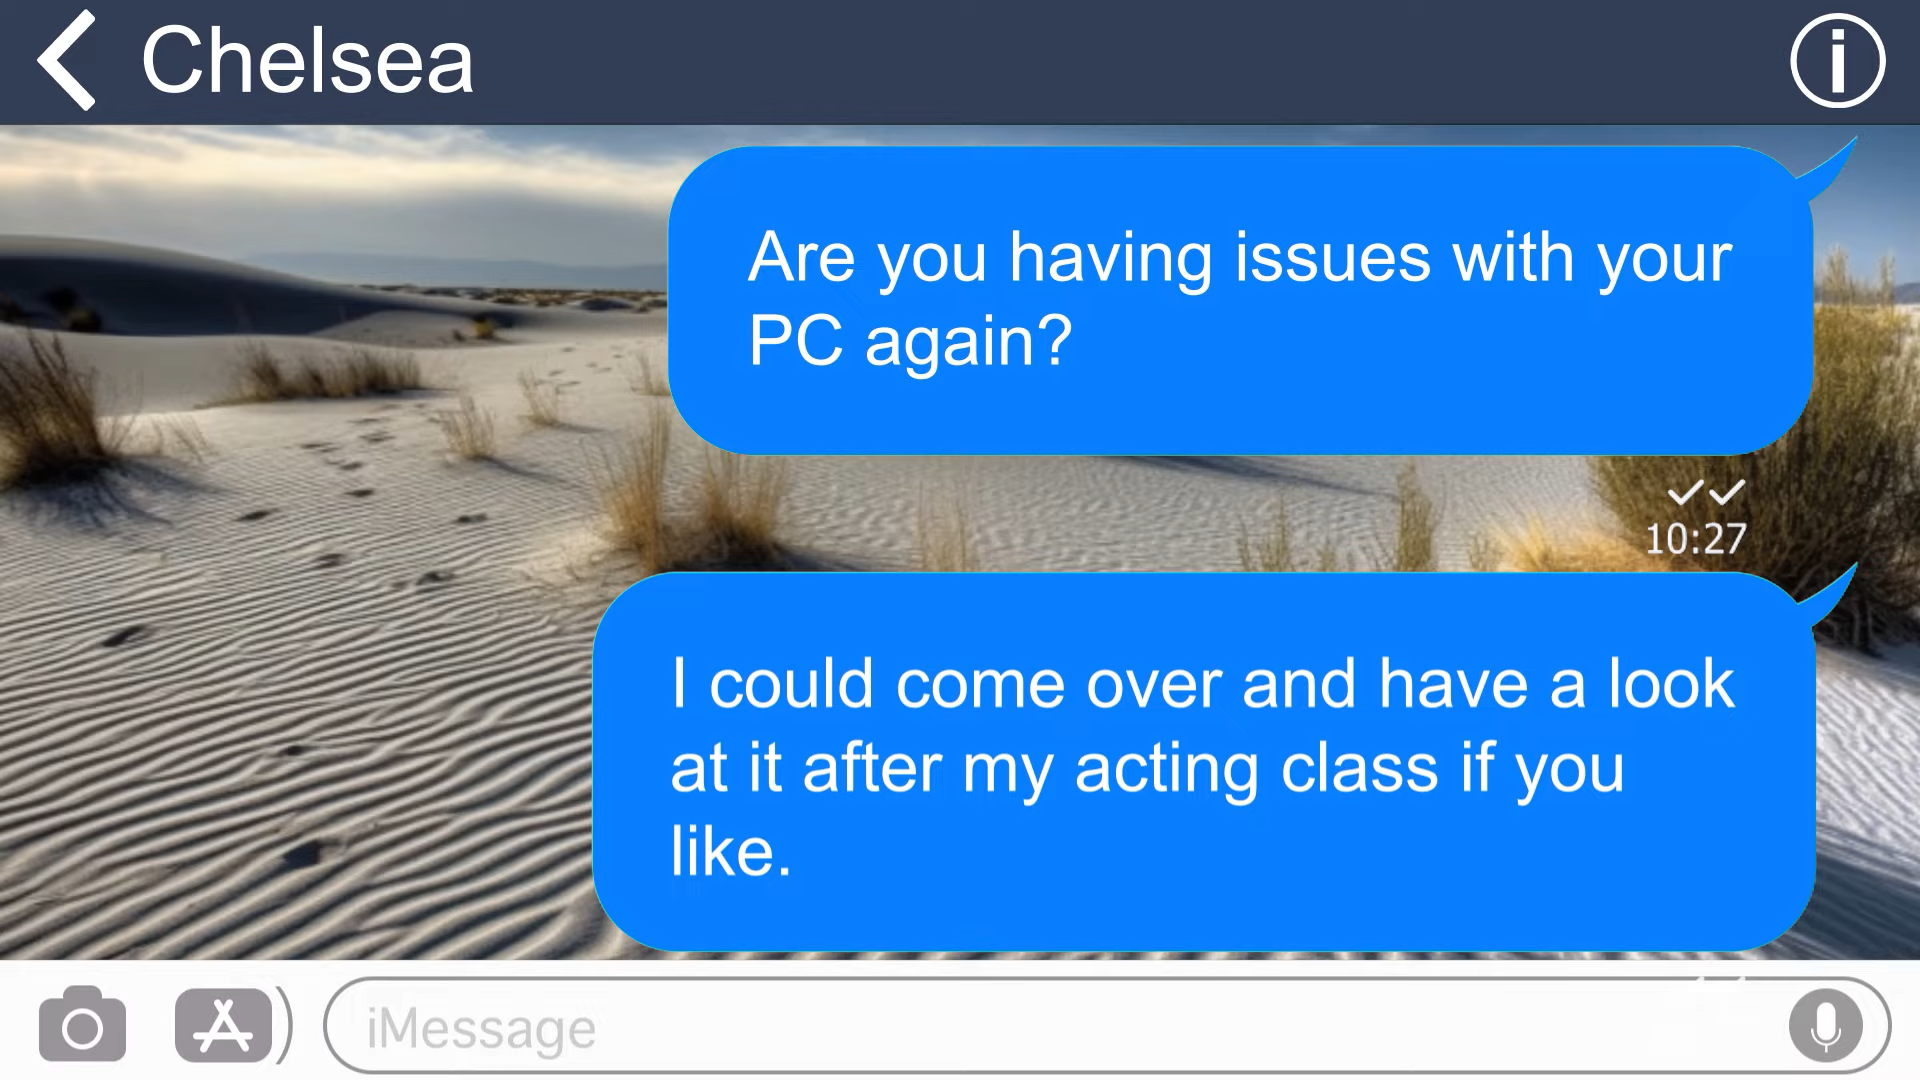 Chelsea
Are you having issues with your
PC again?
10:27
I could come over and have a look
at it after my acting class if you
like.
iMessage